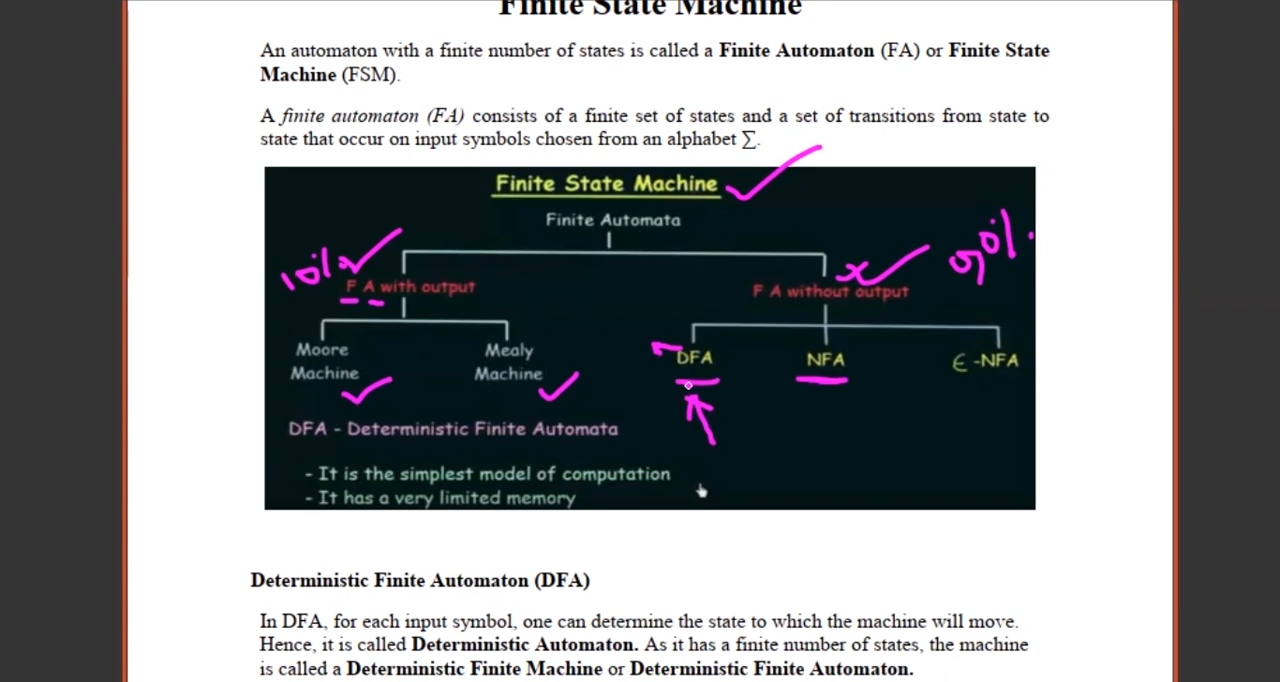 Finite State Machine
An automaton with a finite number of states is called a Finite Automaton (FA) or Finite State
Machine (FSM).
A finite automaton (FA) consists of a finite set of states and a set of transitions from state to
state that occur on input symbols chosen from an alphabet ∑.
Finite State Machine
Finite Automata
10%
90%.
F A with output
F A without output
Moore
Machine
Mealy
Machine
DFA
NFA
Є -NFA
DFA - Deterministic Finite Automata
- It is the simplest model of computation
- It has a very limited memory
Deterministic Finite Automaton (DFA)
In DFA, for each input symbol, one can determine the state to which the machine will move.
Hence, it is called Deterministic Automaton. As it has a finite number of states, the machine
is called a Deterministic Finite Machine or Deterministic Finite Automaton.